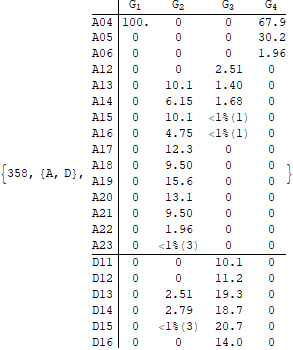 G1 G2 G3 G4
A04 100. 0 0 67.9
A05 0 0 0 30.2
A06 0 0 0 1.96
A12 0 0 2.51 0
A13 0 10.1 1.40 0
A14 0 6.15 1.68 0
A15 0 10.1 <1%(1) 0
A16 0 4.75 <1%(1) 0
A17 0 12.3 0 0
A18 0 9.50 0 0
{358, {A, D}, }
A19 0 15.6 0 0
A20 0 13.1 0 0
A21 0 9.50 0 0
A22 0 1.96 0 0
A23 0 <1%(3) 0 0
D11 0 0 10.1 0
D12 0 0 11.2 0
D13 0 2.51 19.3 0
D14 0 2.79 18.7 0
D15 0 <1%(3) 20.7 0
D16 0 0 14.0 0